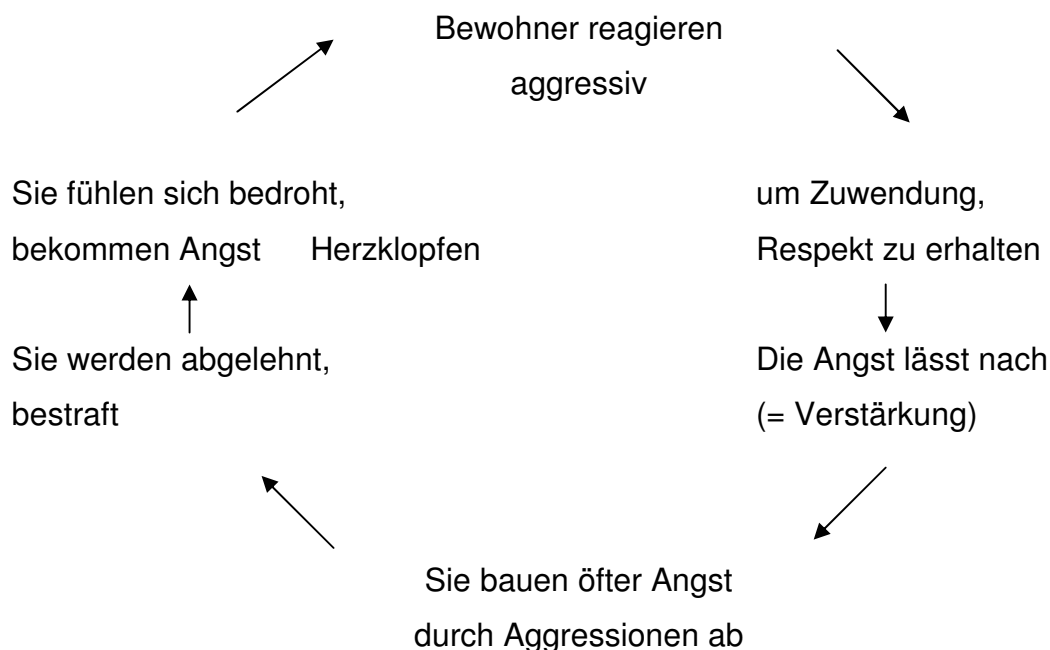 Bewohner reagieren
aggressiv
um Zuwendung,
Respekt zu erhalten
Die Angst lässt nach
(= Verstärkung)
Sie bauen öfter Angst
durch Aggressionen ab
Sie werden abgelehnt,
bestraft
Sie fühlen sich bedroht,
bekommen Angst Herzklopfen